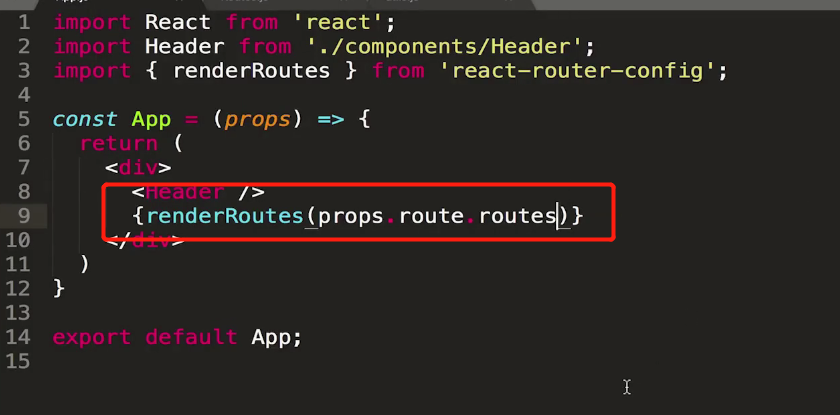 1 import React from 'react';
2 import Header from './components/Header';
3 import { renderRoutes } from 'react-router-config';
4
5 const App = (props) => {
6 return (
7 <div>
8 <Header />
9 {renderRoutes(props.route.routes)}
10 </div>
11 )
12 }
13
14 export default App;
15